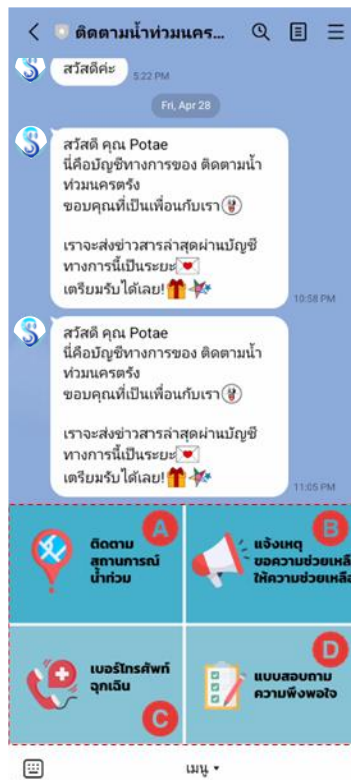 ติดตามน้ำท่วมนคร...
สวัสดีค่ะ
5:22 PM
Fri, Apr 28
สวัสดี คุณ Potae
นี่คือบัญชีทางการของ ติดตามน้ำ
ท่วมนครตรัง
ขอบคุณที่เป็นเพื่อนกับเรา
เราจะส่งข่าวสารล่าสุดผ่านบัญชี
ทางการนี้เป็นระยะ
เตรียมรับได้เลย!
10:58 PM
สวัสดี คุณ Potae
นี่คือบัญชีทางการของ ติดตามน้ำ
ท่วมนครตรัง
ขอบคุณที่เป็นเพื่อนกับเรา
เราจะส่งข่าวสารล่าสุดผ่านบัญชี
ทางการนี้เป็นระยะ
เตรียมรับได้เลย!
11:05 PM
A
ติดตาม
สถานการณ์
น้ำท่วม
B
แจ้งเหตุ
ขอความช่วยเหลื
ให้ความช่วยเหลือ
เบอร์โทรศัพท์
ฉุกเฉิน
C
D
แบบสอบถาม
ความพึงพอใจ
เมนู